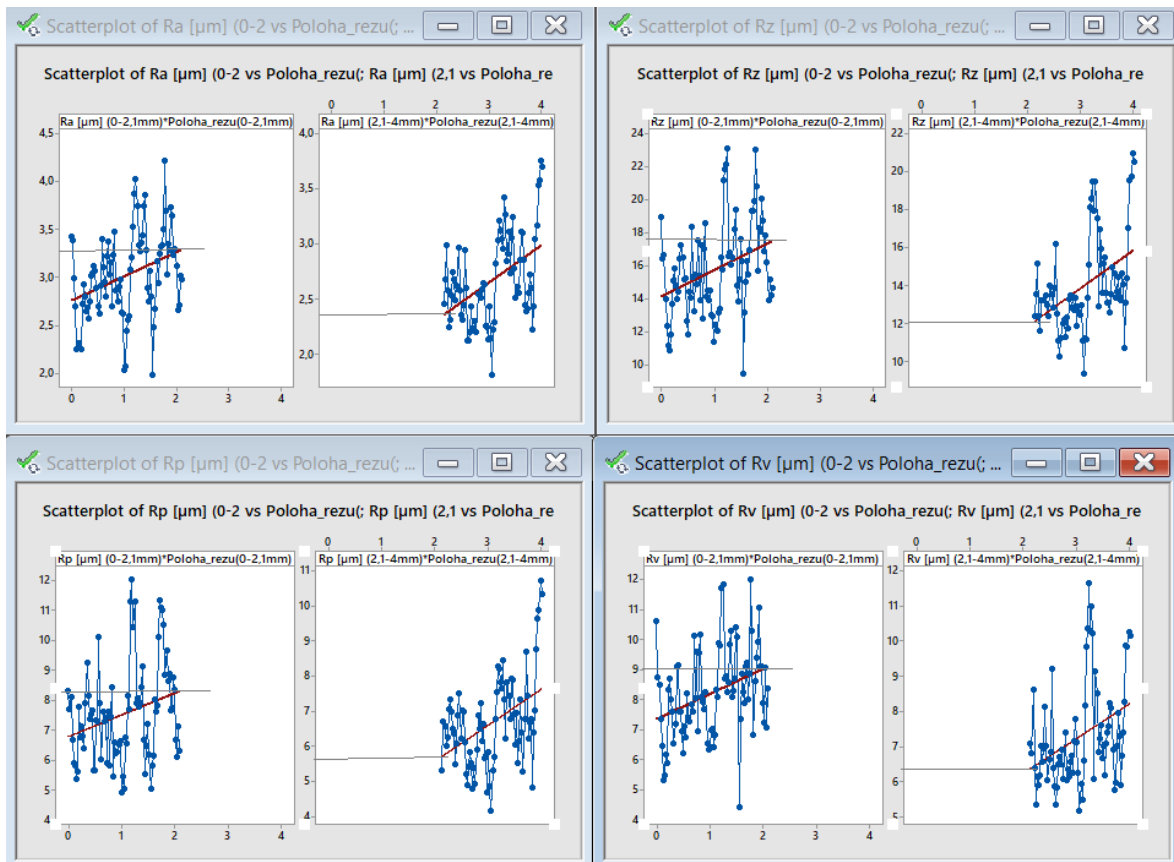 Scatterplot of Ra [µm] (0-2 vs Poloha_rezu(; ...
Scatterplot of Ra [µm] (0-2 vs Poloha_rezu(; Ra [µm] (2,1 vs Poloha_re
0 1 2 3 4
Ra [µm] (0-2,1mm)*Poloha_rezu(0-2,1mm)
Ra [µm] (2,1-4mm)*Poloha_rezu(2,1-4mm)
4,5
4,0
3,5
3,0
2,5
2,0
4,0
3,5
3,0
2,5
2,0
0 1 2 3 4
Scatterplot of Rz [µm] (0-2 vs Poloha_rezu(; ...
Scatterplot of Rz [µm] (0-2 vs Poloha_rezu(; Rz [µm] (2,1 vs Poloha_re
0 1 2 3 4
Rz [µm] (0-2,1mm)*Poloha_rezu(0-2,1mm)
Rz [µm] (2,1-4mm)*Poloha_rezu(2,1-4mm)
24
22
20
18
16
14
12
10
22
20
18
16
14
12
10
0 1 2 3 4
Scatterplot of Rp [µm] (0-2 vs Poloha_rezu(; ...
Scatterplot of Rp [µm] (0-2 vs Poloha_rezu(; Rp [µm] (2,1 vs Poloha_re
0 1 2 3 4
Rp [µm] (0-2,1mm)*Poloha_rezu(0-2,1mm)
Rp [µm] (2,1-4mm)*Poloha_rezu(2,1-4mm)
12
11
10
9
8
7
6
5
4
11
10
9
8
7
6
5
4
0 1 2 3 4
Scatterplot of Rv [µm] (0-2 vs Poloha_rezu(; ...
Scatterplot of Rv [µm] (0-2 vs Poloha_rezu(; Rv [µm] (2,1 vs Poloha_re
0 1 2 3 4
Rv [µm] (0-2,1mm)*Poloha_rezu(0-2,1mm)
Rv [µm] (2,1-4mm)*Poloha_rezu(2,1-4mm)
12
11
10
9
8
7
6
5
4
12
11
10
9
8
7
6
5
0 1 2 3 4